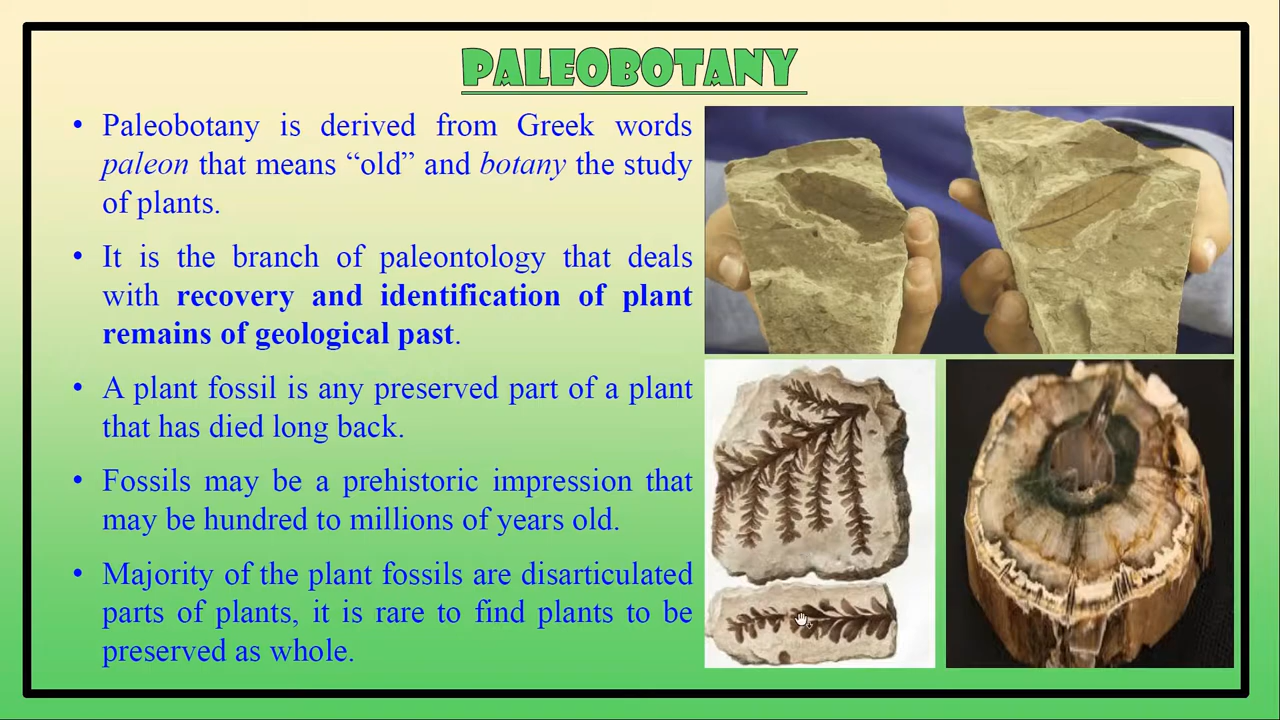 PALEOBOTANY
• Paleobotany is derived from Greek words
paleon that means “old” and botany the study
of plants.
• It is the branch of paleontology that deals
with recovery and identification of plant
remains of geological past.
• A plant fossil is any preserved part of a plant
that has died long back.
• Fossils may be a prehistoric impression that
may be hundred to millions of years old.
• Majority of the plant fossils are disarticulated
parts of plants, it is rare to find plants to be
preserved as whole.